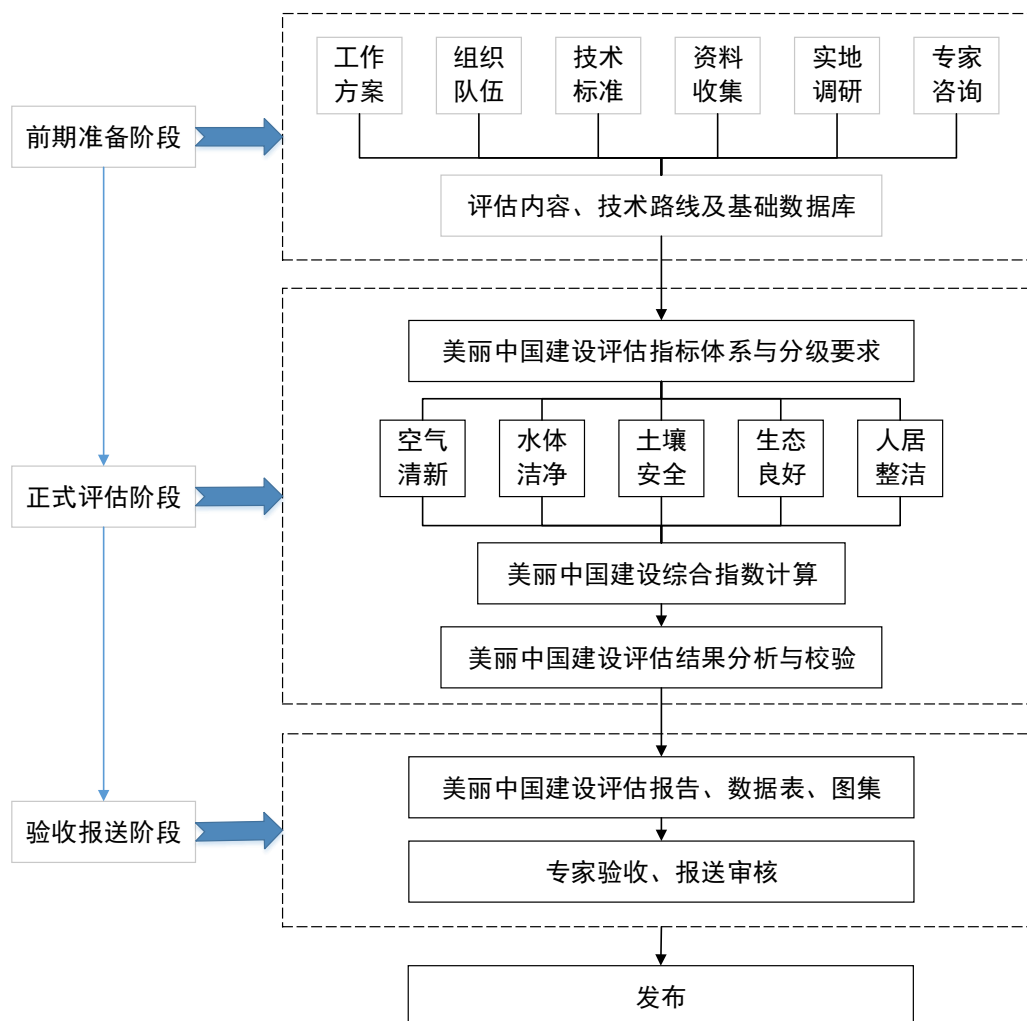 工作
方案
组织
队伍
技术
标准
资料
收集
实地
调研
专家
咨询
前期准备阶段
评估内容、技术路线及基础数据库
美丽中国建设评估指标体系与分级要求
空气
清新
水体
洁净
土壤
安全
生态
良好
人居
整洁
正式评估阶段
美丽中国建设综合指数计算
美丽中国建设评估结果分析与校验
美丽中国建设评估报告、数据表、图集
验收报送阶段
专家验收、报送审核
发布